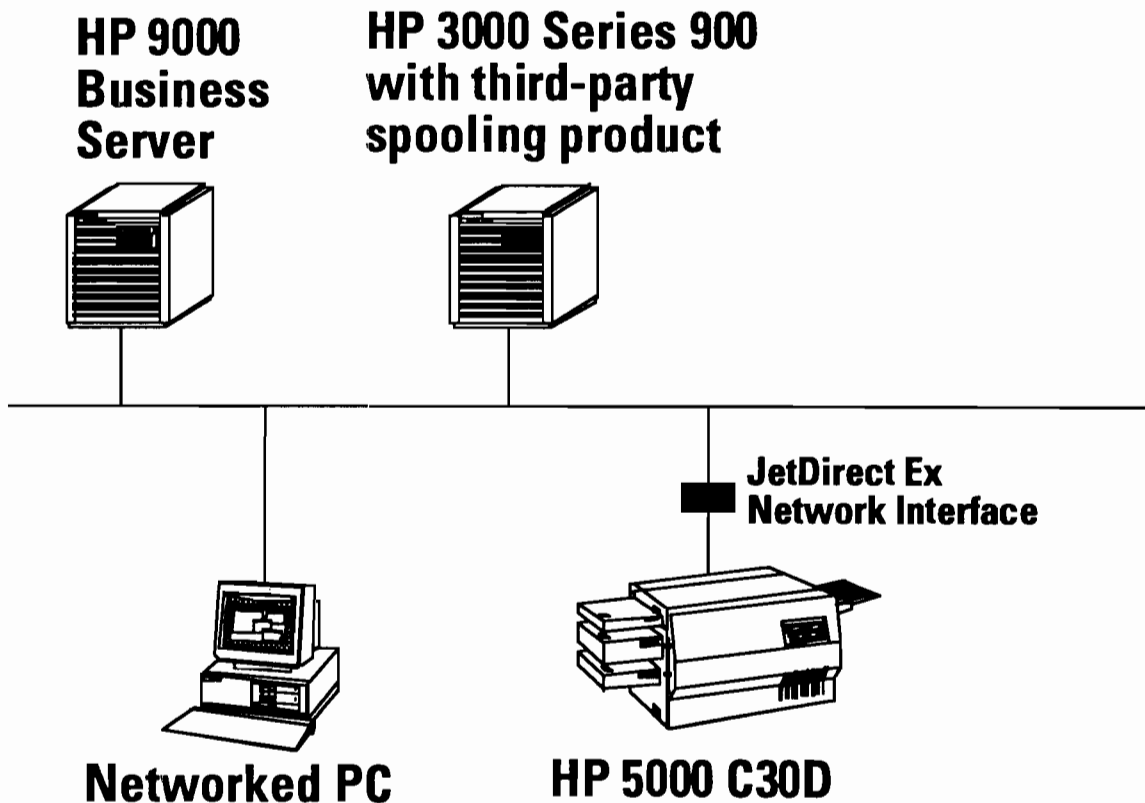 HP 9000
Business
Server
HP 3000 Series 900
with third-party
spooling product
JetDirect Ex
Network Interface
Networked PC
HP 5000 C30D